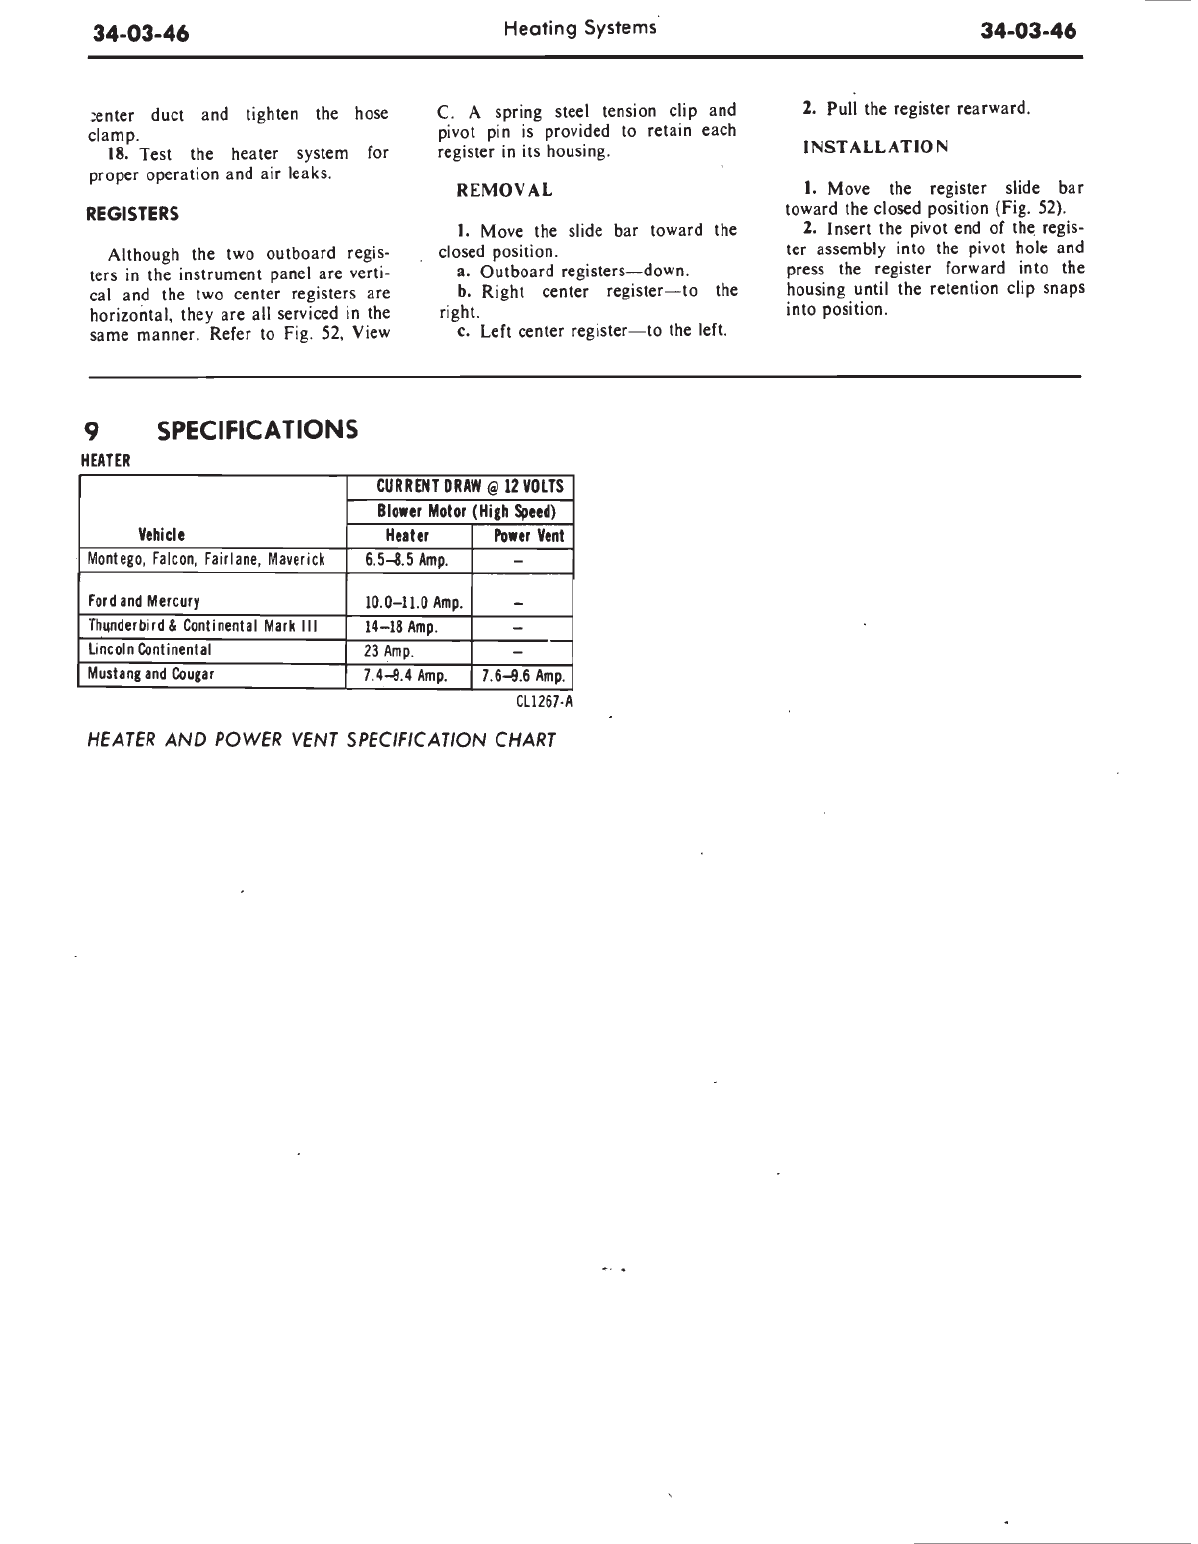 34-03-46 Heating Systems 34-03-46
center duct and tighten the hose
clamp.
18. Test the heater system for
proper operation and air leaks.
REGISTERS
Although the two outboard regis-
ters in the instrument panel are verti-
cal and the two center registers are
horizontal, they are all serviced in the
same manner. Refer to Fig. 52, View
C. A spring steel tension clip and
pivot pin is provided to retain each
register in its housing.
REMOVAL
1. Move the slide bar toward the
closed position.
a. Outboard registers—down.
b. Right center register—to the
right.
c. Left center register—to the left.
2. Pull the register rearward.
INSTALLATION
1. Move the register slide bar
toward the closed position (Fig. 52).
2. Insert the pivot end of the regis-
ter assembly into the pivot hole and
press the register forward into the
housing until the retention clip snaps
into position.
9 SPECIFICATIONS
HEATER
CURRENT DRAW @ 12 VOLTS
Blower Motor (High Speed)
Vehicle Heater Power Vent
Montego, Falcon, Fairlane, Maverick 6.5–8.5 Amp. –
Ford and Mercury 10.0–11.0 Amp. –
Thunderbird & Continental Mark III 14–18 Amp. –
Lincoln Continental 23 Amp. –
Mustang and Cougar 7.4–9.4 Amp. 7.6–9.6 Amp.
CL1267-A
HEATER AND POWER VENT SPECIFICATION CHART